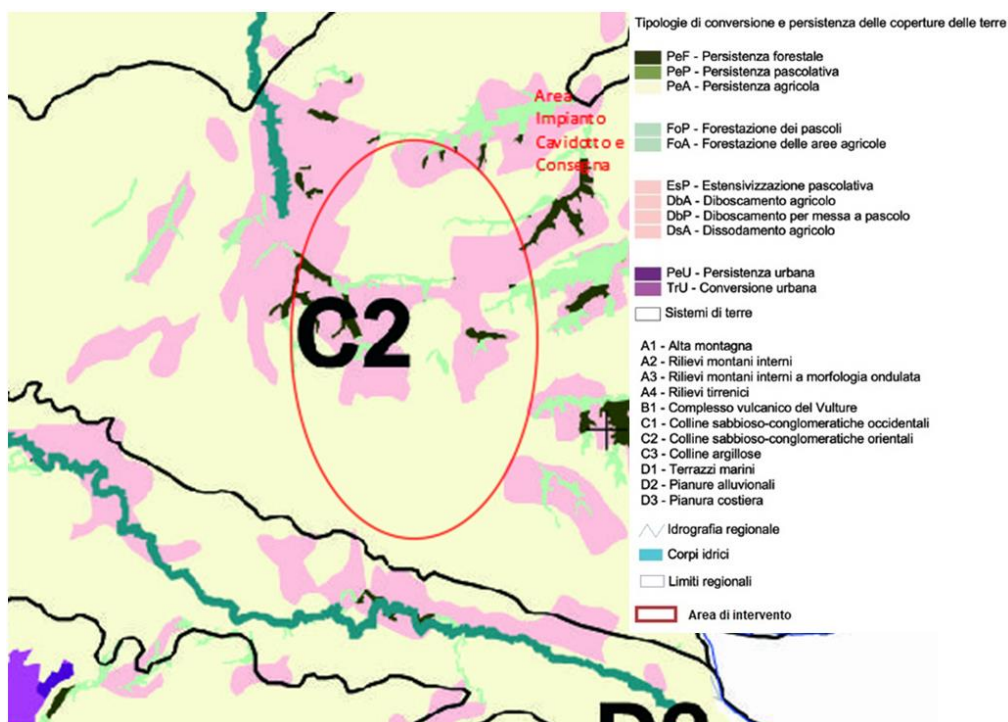 Tipologie di conversione e persistenza delle coperture delle terre
PeF - Persistenza forestale
PeP - Persistenza pascolativa
PeA - Persistenza agricola
FoP - Forestazione dei pascoli
FoA - Forestazione delle aree agricole
EsP - Estensivizzazione pascolativa
DbA - Diboscamento agricolo
DbP - Diboscamento per messa a pascolo
DsA - Dissodamento agricolo
PeU - Persistenza urbana
TrU - Conversione urbana
Sistemi di terre
A1 - Alta montagna
A2 - Rilievi montani interni
A3 - Rilievi montani interni a morfologia ondulata
A4 - Rilievi tirrenici
B1 - Complesso vulcanico del Vulture
C1 - Colline sabbioso-conglomeratiche occidentali
C2 - Colline sabbioso-conglomeratiche orientali
C3 - Colline argillose
D1 - Terrazzi marini
D2 - Pianure alluvionali
D3 - Pianura costiera
Idrografia regionale
Corpi idrici
Limiti regionali
Area di intervento
Area
Impianto
Cavidotto e
Consegna
C2